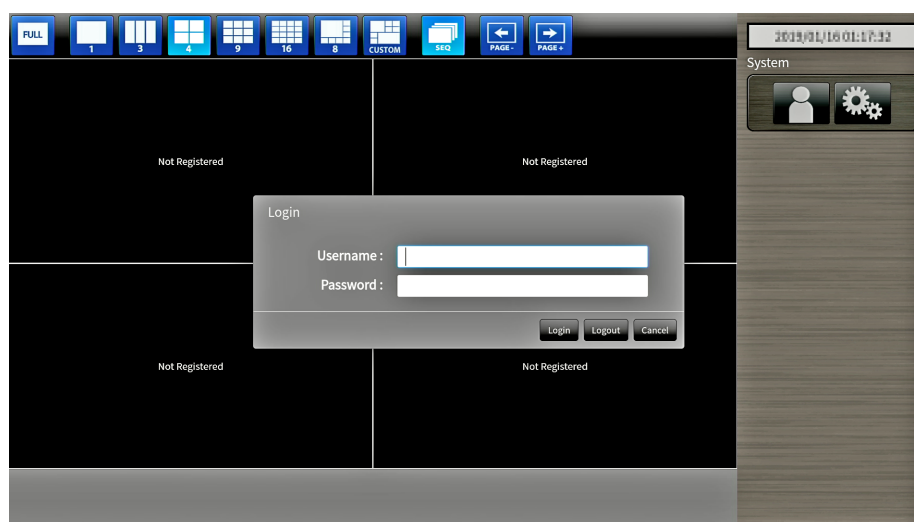 FULL
1
3
4
9
16
8
CUSTOM
SEQ
PAGE-
PAGE+
2019/01/16 01:17:32
System
Not Registered
Not Registered
Login
Username :
Password :
Login Logout Cancel
Not Registered
Not Registered